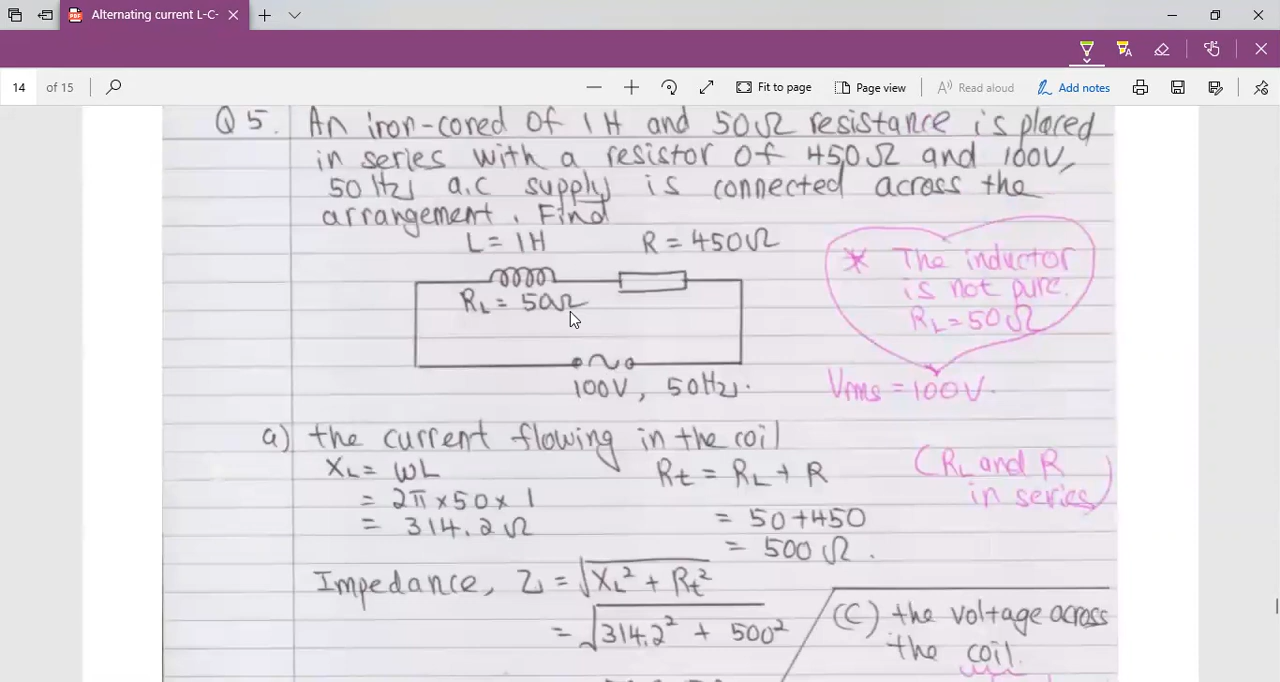 Alternating current L-C-
14 of 15
Fit to page
Page view
Read aloud
Add notes
Q5. An iron-cored of 1H and 50Ω resistance is placed
in series with a resistor of 450Ω and 100V,
50Hz a.c supply is connected across the
arrangement. Find
L = 1H
R = 450Ω
RL = 50Ω
100V, 50Hz.
* The inductor
is not pure.
RL = 50Ω
Vrms = 100V.
a) the current flowing in the coil
XL = ωL
= 2π×50×1
= 314.2Ω
Rt = RL + R
= 50+450
= 500Ω.
(RL and R
in series)
Impedance, Z = √XL² + Rt²
= √314.2² + 500²
(C) the voltage across
the coil.